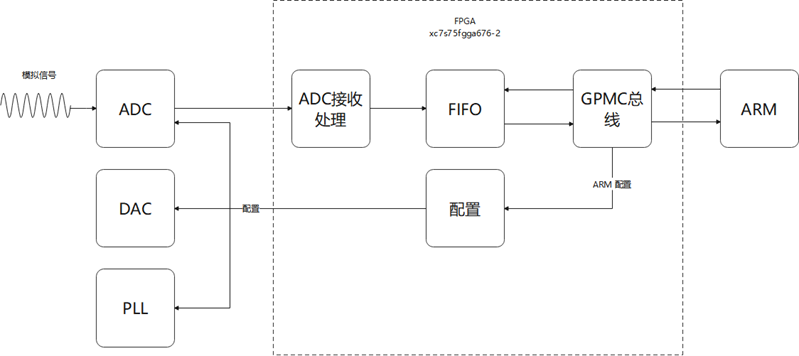 FPGA
xc7s75fgga676-2
模拟信号
ADC
ADC接收
处理
FIFO
GPMC总
线
ARM
ARM 配置
DAC
配置
配置
PLL